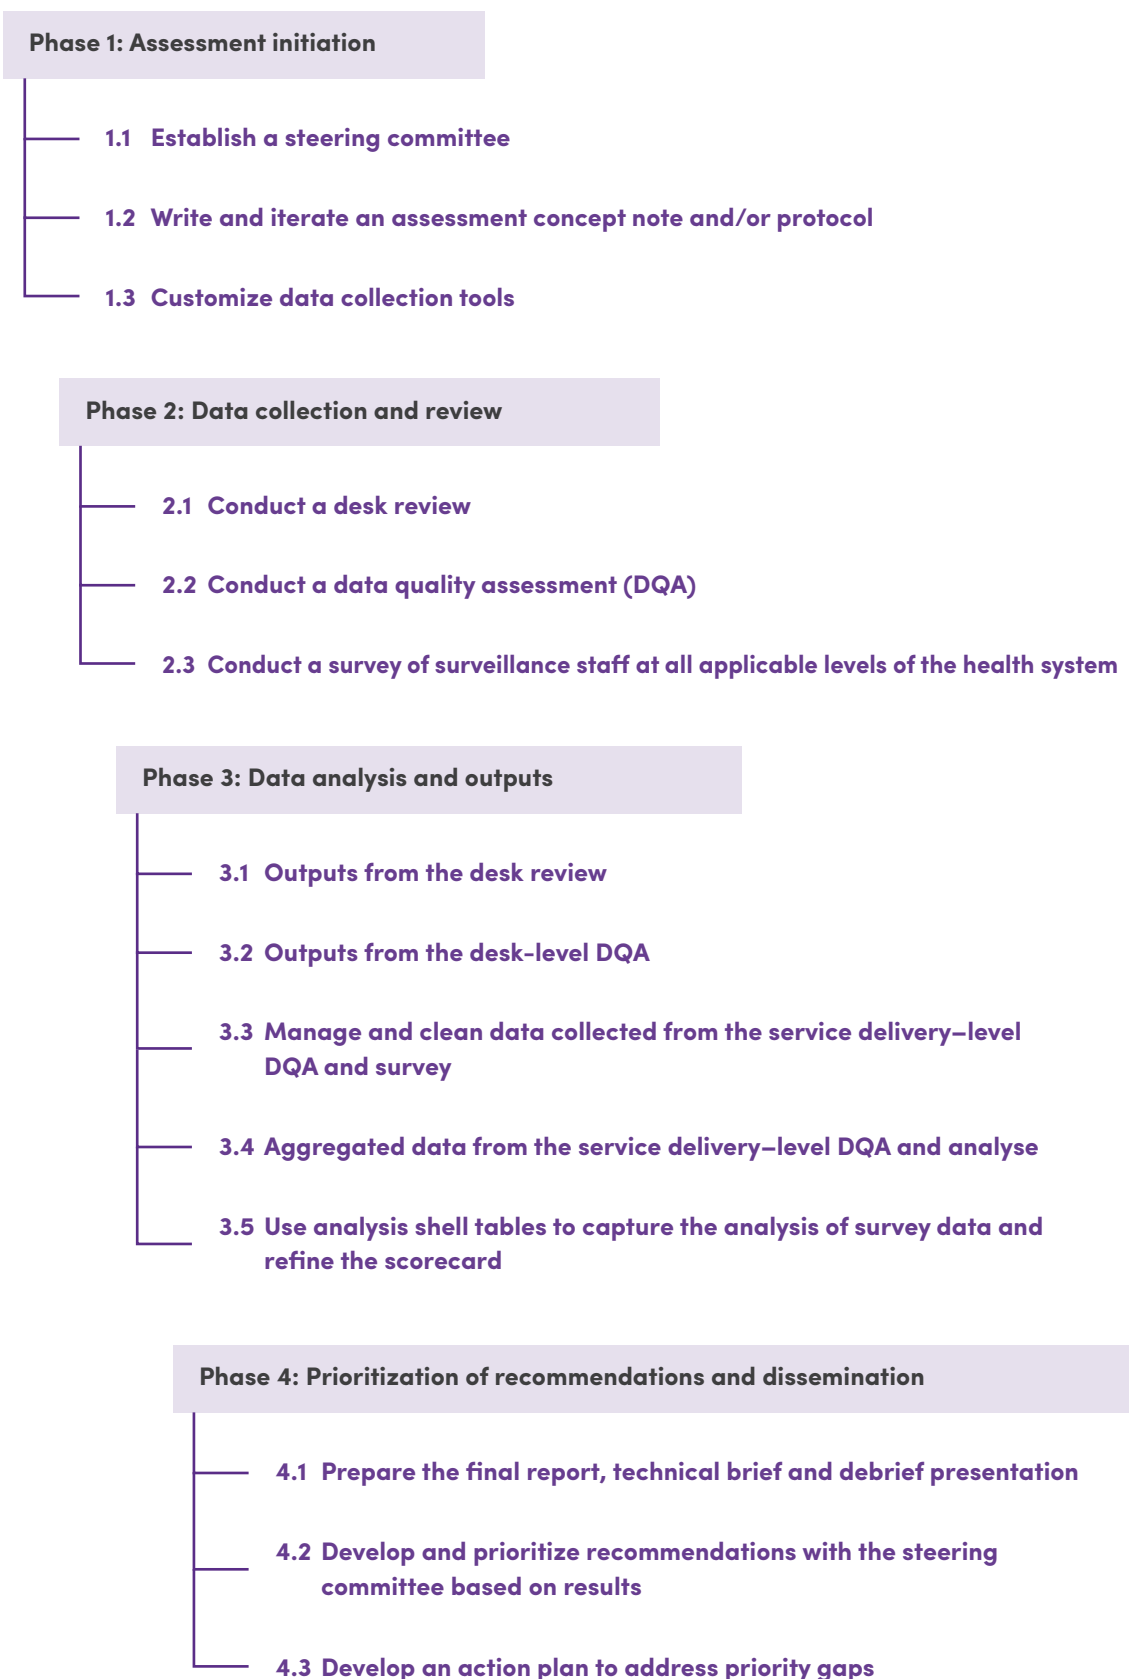 Phase 1: Assessment initiation
1.1 Establish a steering committee
1.2 Write and iterate an assessment concept note and/or protocol
1.3 Customize data collection tools
Phase 2: Data collection and review
2.1 Conduct a desk review
2.2 Conduct a data quality assessment (DQA)
2.3 Conduct a survey of surveillance staff at all applicable levels of the health system
Phase 3: Data analysis and outputs
3.1 Outputs from the desk review
3.2 Outputs from the desk-level DQA
3.3 Manage and clean data collected from the service delivery–level
DQA and survey
3.4 Aggregated data from the service delivery–level DQA and analyse
3.5 Use analysis shell tables to capture the analysis of survey data and
refine the scorecard
Phase 4: Prioritization of recommendations and dissemination
4.1 Prepare the final report, technical brief and debrief presentation
4.2 Develop and prioritize recommendations with the steering
committee based on results
4.3 Develop an action plan to address priority gaps